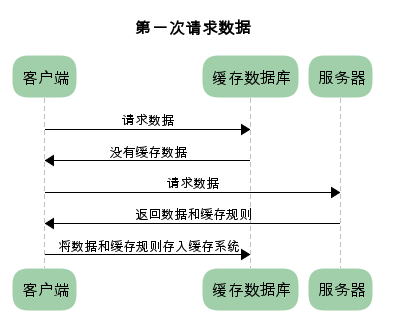 第一次请求数据
客户端 缓存数据库 服务器
请求数据
没有缓存数据
请求数据
返回数据和缓存规则
将数据和缓存规则存入缓存系统
客户端 缓存数据库 服务器